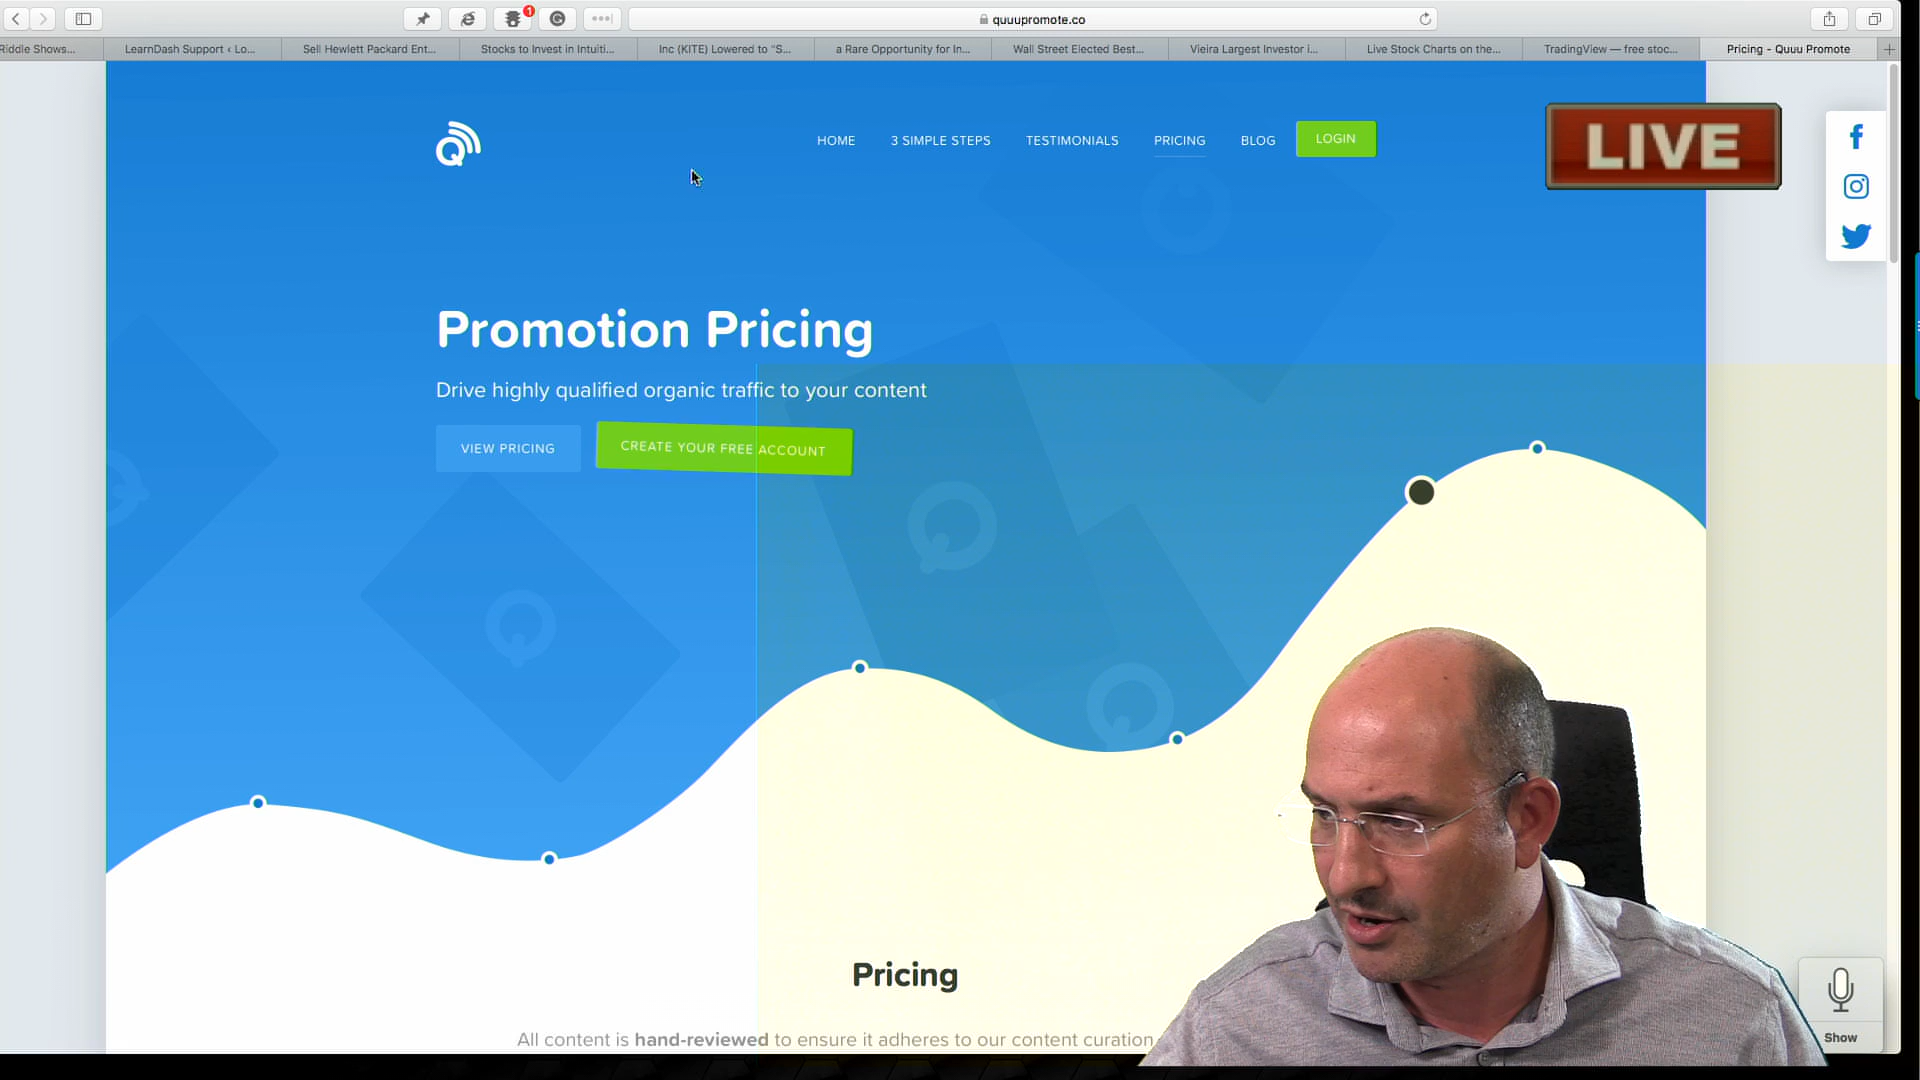 1
quuupromote.co
Riddle Shows...
LearnDash Support ‹ Lo...
Sell Hewlett Packard Ent...
Stocks to Invest in Intuiti...
Inc (KITE) Lowered to "S...
a Rare Opportunity for In...
Wall Street Elected Best...
Vieira Largest Investor i...
Live Stock Charts on the...
TradingView — free stoc...
Pricing - Quuu Promote
HOME
3 SIMPLE STEPS
TESTIMONIALS
PRICING
BLOG
LOGIN
LIVE
Promotion Pricing
Drive highly qualified organic traffic to your content
VIEW PRICING
CREATE YOUR FREE ACCOUNT
Pricing
All content is hand-reviewed to ensure it adheres to our content curation
Show